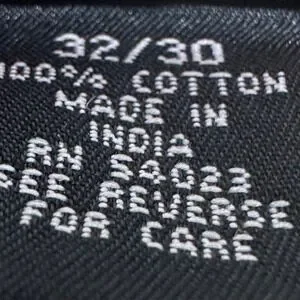 32/30
100% COTTON
MADE IN
INDIA
RN 54023
SEE REVERSE
FOR CARE